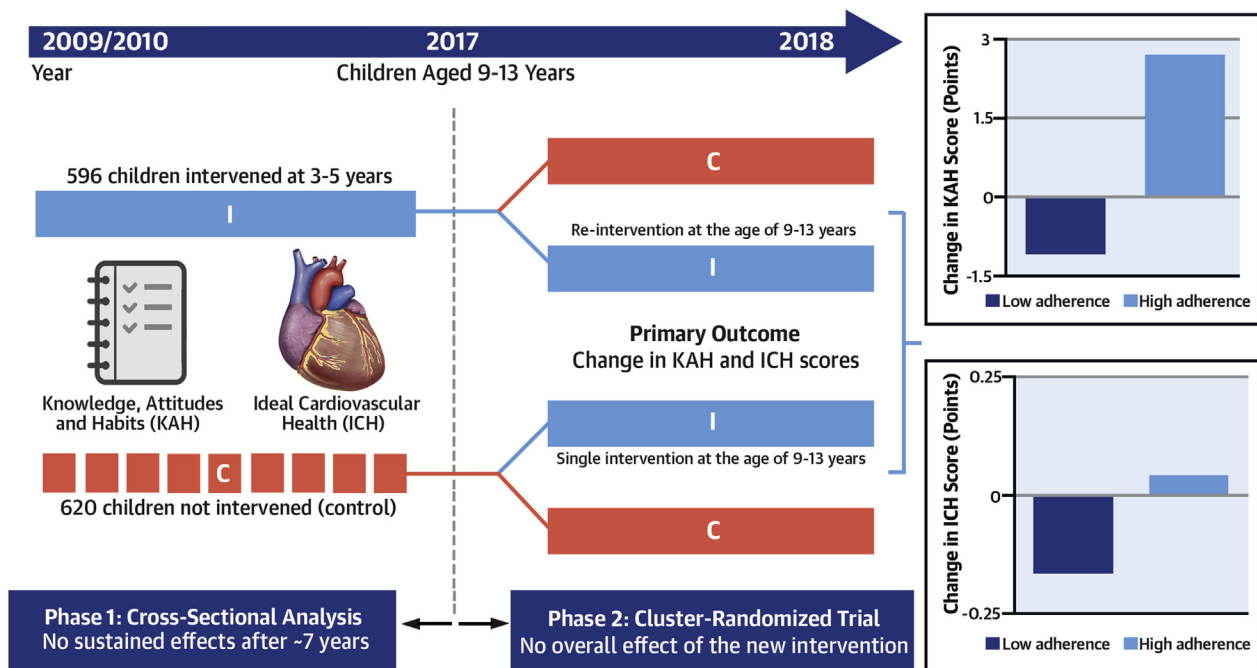 2009/2010 2017 2018
Year Children Aged 9-13 Years
596 children intervened at 3-5 years
I
Knowledge, Attitudes
and Habits (KAH)
Ideal Cardiovascular
Health (ICH)
C
620 children not intervened (control)
C
Re-intervention at the age of 9-13 years
I
Primary Outcome
Change in KAH and ICH scores
I
Single intervention at the age of 9-13 years
C
Phase 1: Cross-Sectional Analysis
No sustained effects after ~7 years
Phase 2: Cluster-Randomized Trial
No overall effect of the new intervention
Change in KAH Score (Points)
3
1.5
0
-1.5
Low adherence High adherence
Change in ICH Score (Points)
0.25
0
-0.25
Low adherence High adherence